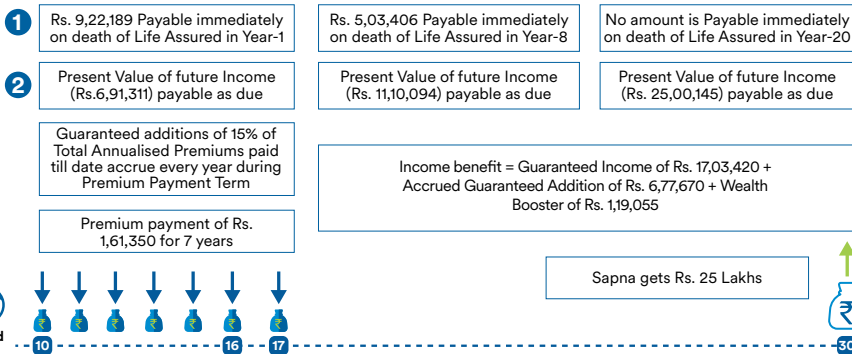 1
Rs. 9,22,189 Payable immediately
on death of Life Assured in Year-1
Rs. 5,03,406 Payable immediately
on death of Life Assured in Year-8
No amount is Payable immediately
on death of Life Assured in Year-20
2
Present Value of future Income
(Rs.6,91,311) payable as due
Present Value of future Income
(Rs. 11,10,094) payable as due
Present Value of future Income
(Rs. 25,00,145) payable as due
Guaranteed additions of 15% of
Total Annualised Premiums paid
till date accrue every year during
Premium Payment Term
Income benefit = Guaranteed Income of Rs. 17,03,420 +
Accrued Guaranteed Addition of Rs. 6,77,670 + Wealth
Booster of Rs. 1,19,055
Premium payment of Rs.
1,61,350 for 7 years
Sapna gets Rs. 25 Lakhs
₹ ₹ ₹ ₹ ₹ ₹ ₹ ₹
10 16 17 30